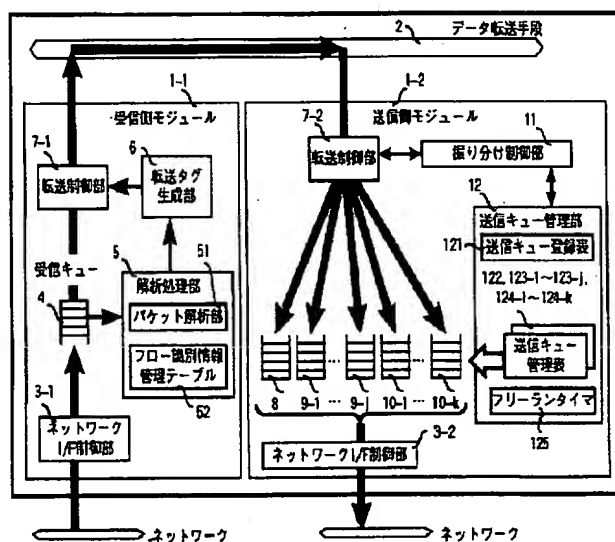 2
データ転送手段
1-1
受信側モジュール
1-2
送信側モジュール
7-1
転送制御部
6
転送タグ
生成部
7-2
転送制御部
11
振り分け制御部
12
送信キュー管理部
121
送信キュー登録表
受信キュー
4
5
解析処理部
51
パケット解析部
フロー識別情報
管理テーブル
52
122, 123-1~123-j,
124-1~124-k
送信キュー
管理表
フリーランタイマ
125
8
9-1
…
9-j
10-1
…
10-k
3-1
ネットワーク
I/F制御部
3-2
ネットワークI/F制御部
ネットワーク
ネットワーク